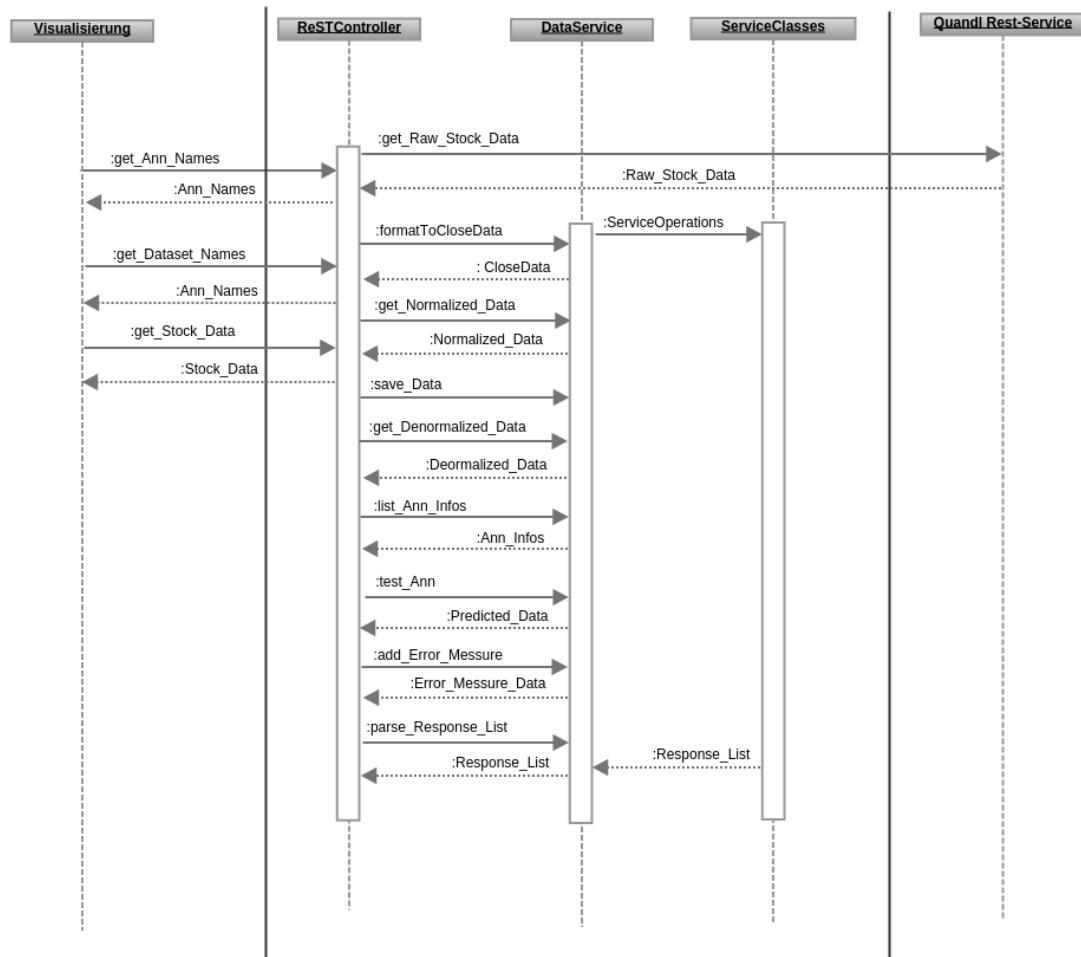 Visualisierung
ReSTController
DataService
ServiceClasses
Quandl Rest-Service
:get_Raw_Stock_Data
:get_Ann_Names
:Raw_Stock_Data
:Ann_Names
:ServiceOperations
:formatToCloseData
:get_Dataset_Names
: CloseData
:Ann_Names
:get_Normalized_Data
:get_Stock_Data
:Normalized_Data
:Stock_Data
:save_Data
:get_Denormalized_Data
:Deormalized_Data
:list_Ann_Infos
:Ann_Infos
:test_Ann
:Predicted_Data
:add_Error_Messure
:Error_Messure_Data
:parse_Response_List
:Response_List
:Response_List